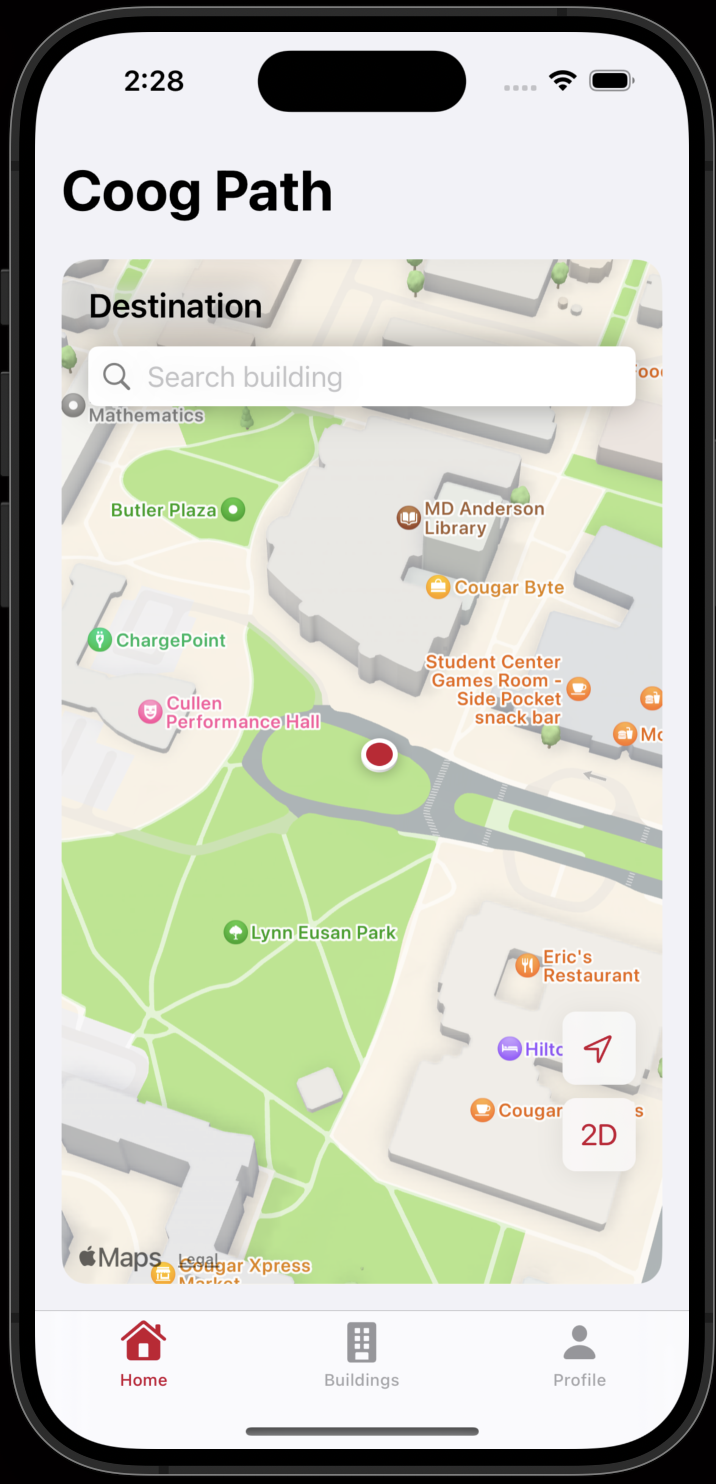 2:28
Coog Path
Destination
Search building
Mathematics
Butler Plaza
MD Anderson
Library
Cougar Byte
ChargePoint
Student Center
Games Room -
Side Pocket
snack bar
Cullen
Performance Hall
Lynn Eusan Park
Eric's
Restaurant
Cougar
2D
Maps
Legal
Cougar Xpress
Market
Home
Buildings
Profile